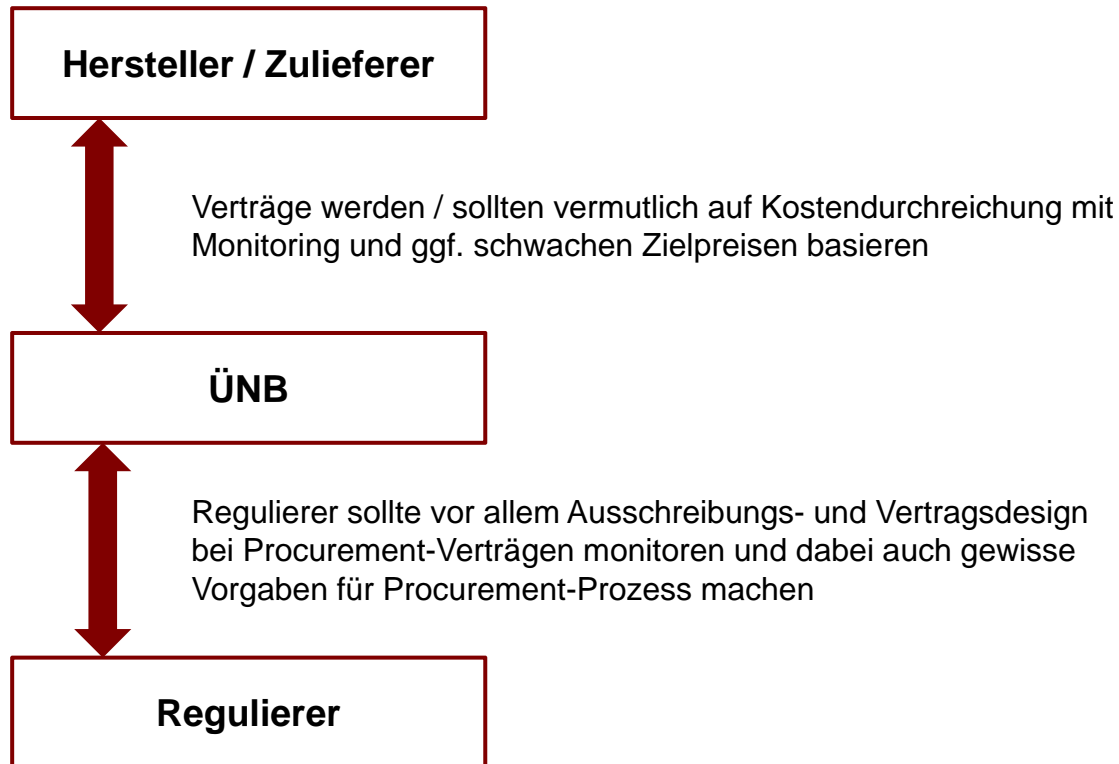 Hersteller / Zulieferer
Verträge werden / sollten vermutlich auf Kostendurchreichung mit
Monitoring und ggf. schwachen Zielpreisen basieren
ÜNB
Regulierer sollte vor allem Ausschreibungs- und Vertragsdesign
bei Procurement-Verträgen monitoren und dabei auch gewisse
Vorgaben für Procurement-Prozess machen
Regulierer